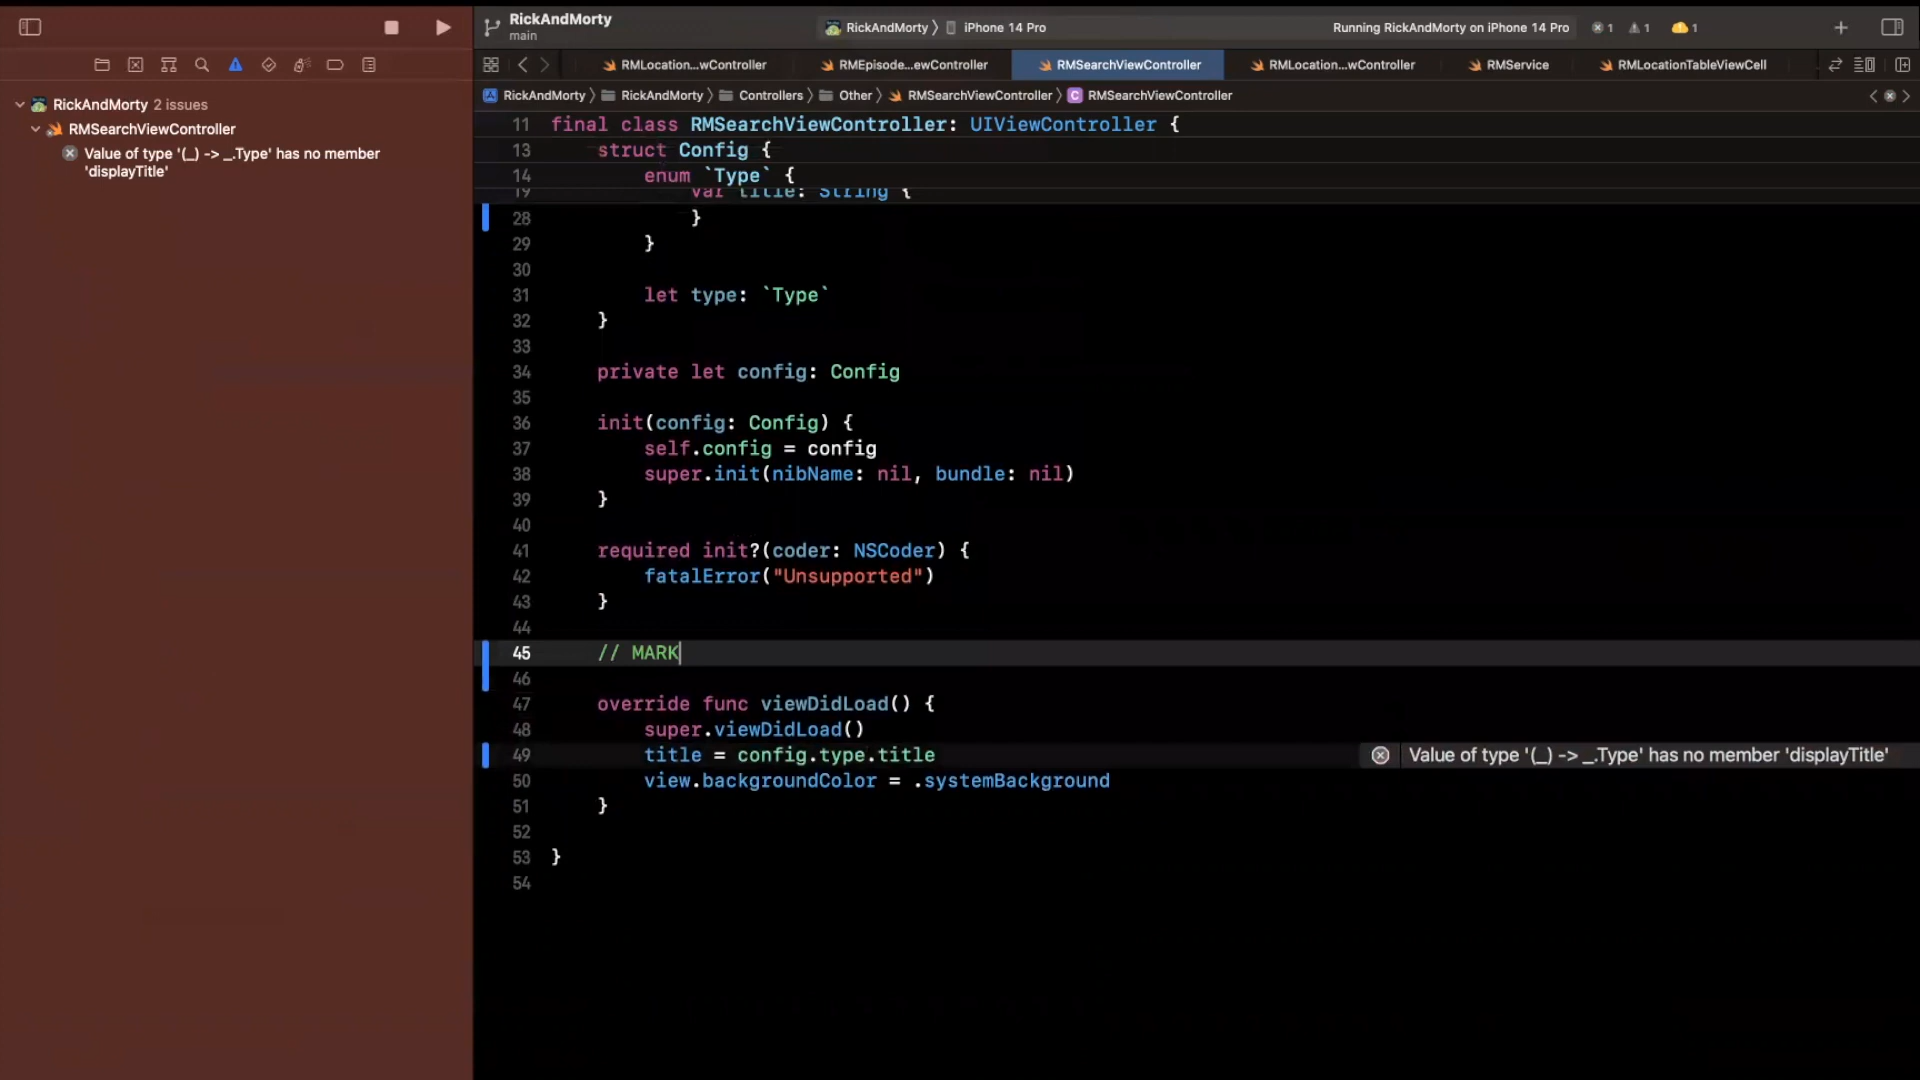 RickAndMorty
main
RickAndMorty
iPhone 14 Pro
Running RickAndMorty on iPhone 14 Pro
1
1
1
RMLocation...wController
RMEpisode...ewController
RMSearchViewController
RMLocation...wController
RMService
RMLocationTableViewCell
RickAndMorty
RickAndMorty
Controllers
Other
RMSearchViewController
C RMSearchViewController
RickAndMorty 2 issues
RMSearchViewController
Value of type '(_) -> _.Type' has no member
'displayTitle'
11 final class RMSearchViewController: UIViewController {
13 struct Config {
14 enum `Type` {
19 var title: String {
28 }
29 }
30
31 let type: `Type`
32 }
33
34 private let config: Config
35
36 init(config: Config) {
37 self.config = config
38 super.init(nibName: nil, bundle: nil)
39 }
40
41 required init?(coder: NSCoder) {
42 fatalError("Unsupported")
43 }
44
45 // MARK
46
47 override func viewDidLoad() {
48 super.viewDidLoad()
49 title = config.type.title
Value of type '(_) -> _.Type' has no member 'displayTitle'
50 view.backgroundColor = .systemBackground
51 }
52
53 }
54